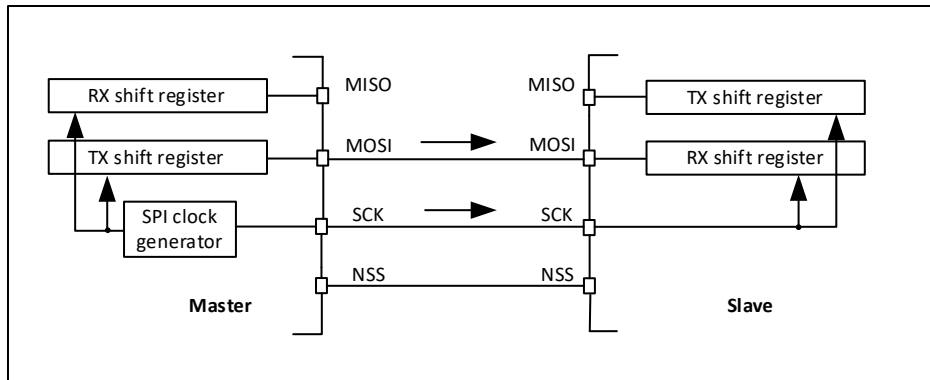 RX shift register
MISO
MISO
TX shift register
TX shift register
MOSI
MOSI
RX shift register
SPI clock
generator
SCK
SCK
NSS
NSS
Master
Slave